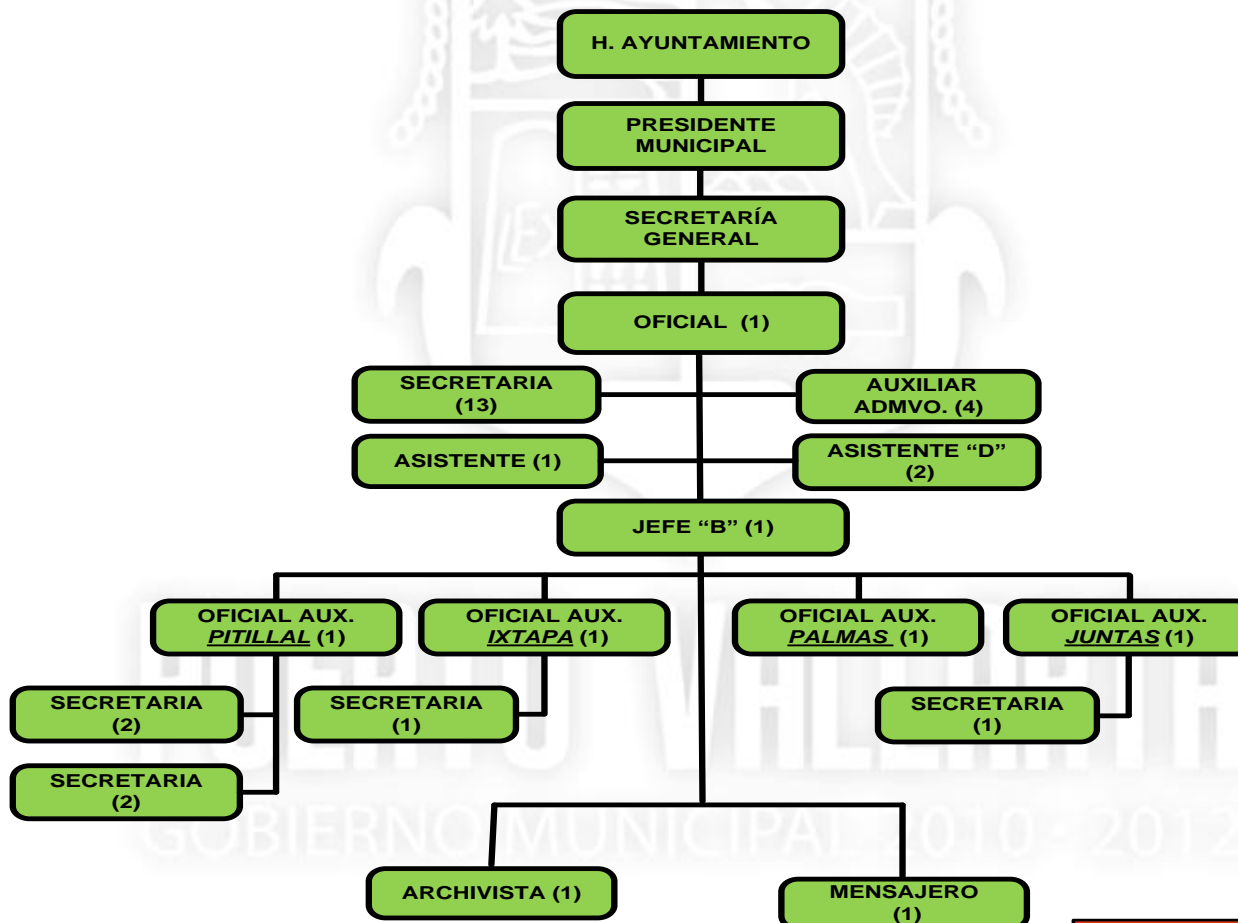 H. AYUNTAMIENTO
PRESIDENTE
MUNICIPAL
SECRETARÍA
GENERAL
OFICIAL (1)
SECRETARIA
(13)
AUXILIAR
ADMVO. (4)
ASISTENTE (1)
ASISTENTE “D”
(2)
JEFE “B” (1)
OFICIAL AUX.
PITILLAL (1)
OFICIAL AUX.
IXTAPA (1)
OFICIAL AUX.
PALMAS (1)
OFICIAL AUX.
JUNTAS (1)
SECRETARIA
(2)
SECRETARIA
(1)
SECRETARIA
(1)
SECRETARIA
(2)
GOBIERNO MUNICIPAL 2010 - 2012
ARCHIVISTA (1)
MENSAJERO
(1)